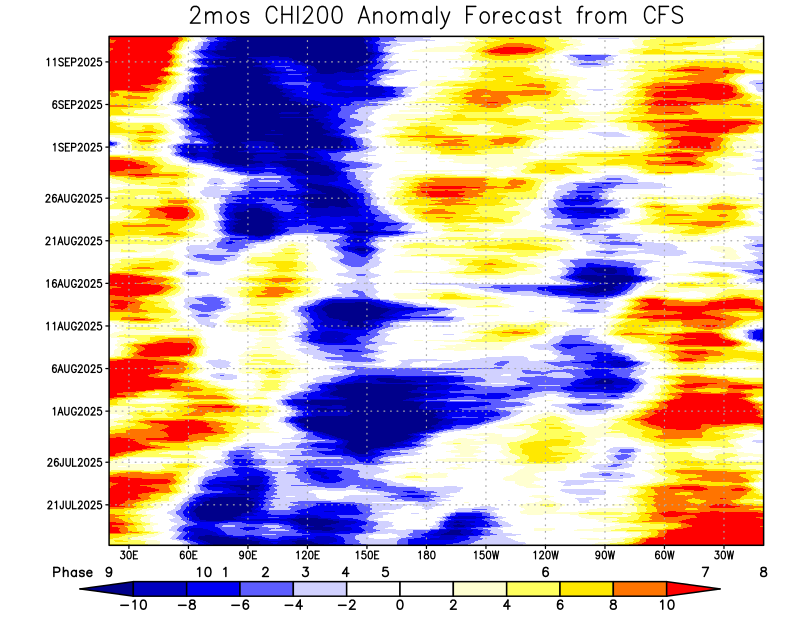 2mos CHI200 Anomaly Forecast from CFS
11SEP2025
6SEP2025
1SEP2025
26AUG2025
21AUG2025
16AUG2025
11AUG2025
6AUG2025
1AUG2025
26JUL2025
21JUL2025
30E 60E 90E 120E 150E 180 150W 120W 90W 60W 30W
Phase 9 10 1 2 3 4 5 6 7 8
-10 -8 -6 -4 -2 0 2 4 6 8 10